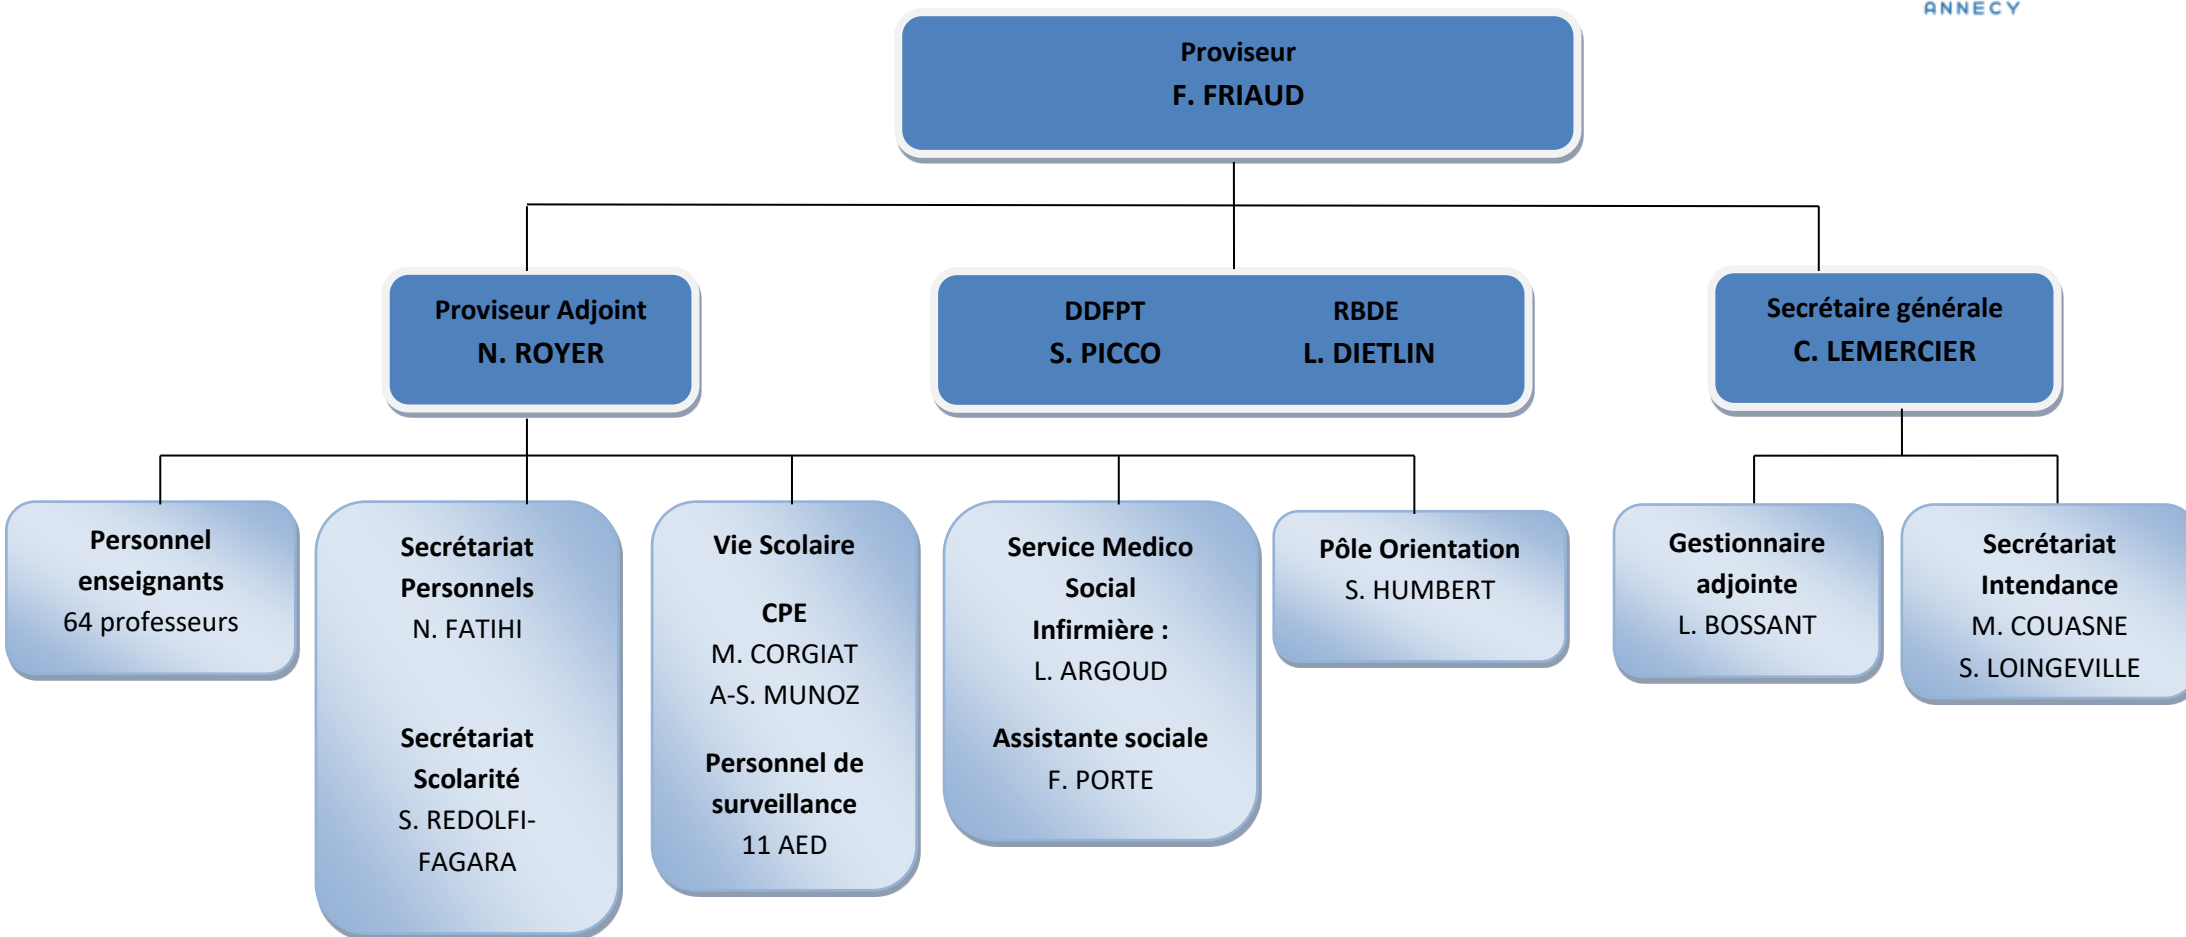 ANNECY
Proviseur
F. FRIAUD
Proviseur Adjoint
N. ROYER
DDFPT
S. PICCO
RBDE
L. DIETLIN
Secrétaire générale
C. LEMERCIER
Personnel
enseignants
64 professeurs
Secrétariat
Personnels
N. FATIHI
Secrétariat
Scolarité
S. REDOLFI-
FAGARA
Vie Scolaire
CPE
M. CORGIAT
A-S. MUNOZ
Personnel de
surveillance
11 AED
Service Medico
Social
Infirmière :
L. ARGOUD
Assistante sociale
F. PORTE
Pôle Orientation
S. HUMBERT
Gestionnaire
adjointe
L. BOSSANT
Secrétariat
Intendance
M. COUASNE
S. LOINGEVILLE